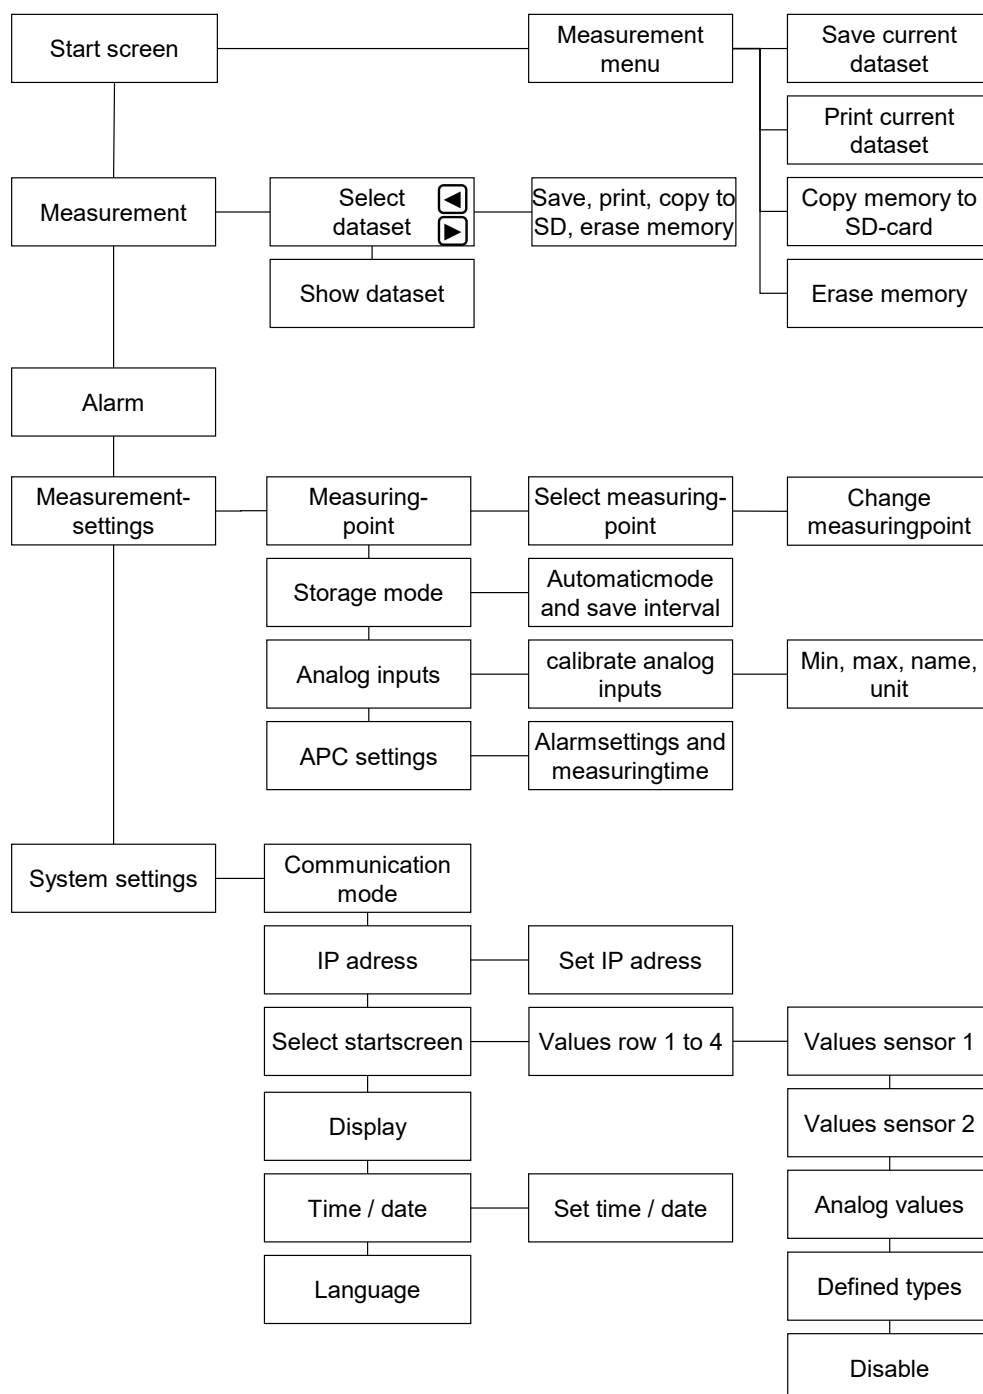 Start screen
Measurement
menu
Save current
dataset
Print current
dataset
Measurement
Select
dataset
Save, print, copy to
SD, erase memory
Copy memory to
SD-card
Show dataset
Erase memory
Alarm
Measurement-
settings
Measuring-
point
Select measuring-
point
Change
measuringpoint
Storage mode
Automaticmode
and save interval
Analog inputs
calibrate analog
inputs
Min, max, name,
unit
APC settings
Alarmsettings and
measuringtime
System settings
Communication
mode
IP adress
Set IP adress
Select startscreen
Values row 1 to 4
Values sensor 1
Display
Values sensor 2
Time / date
Set time / date
Analog values
Language
Defined types
Disable